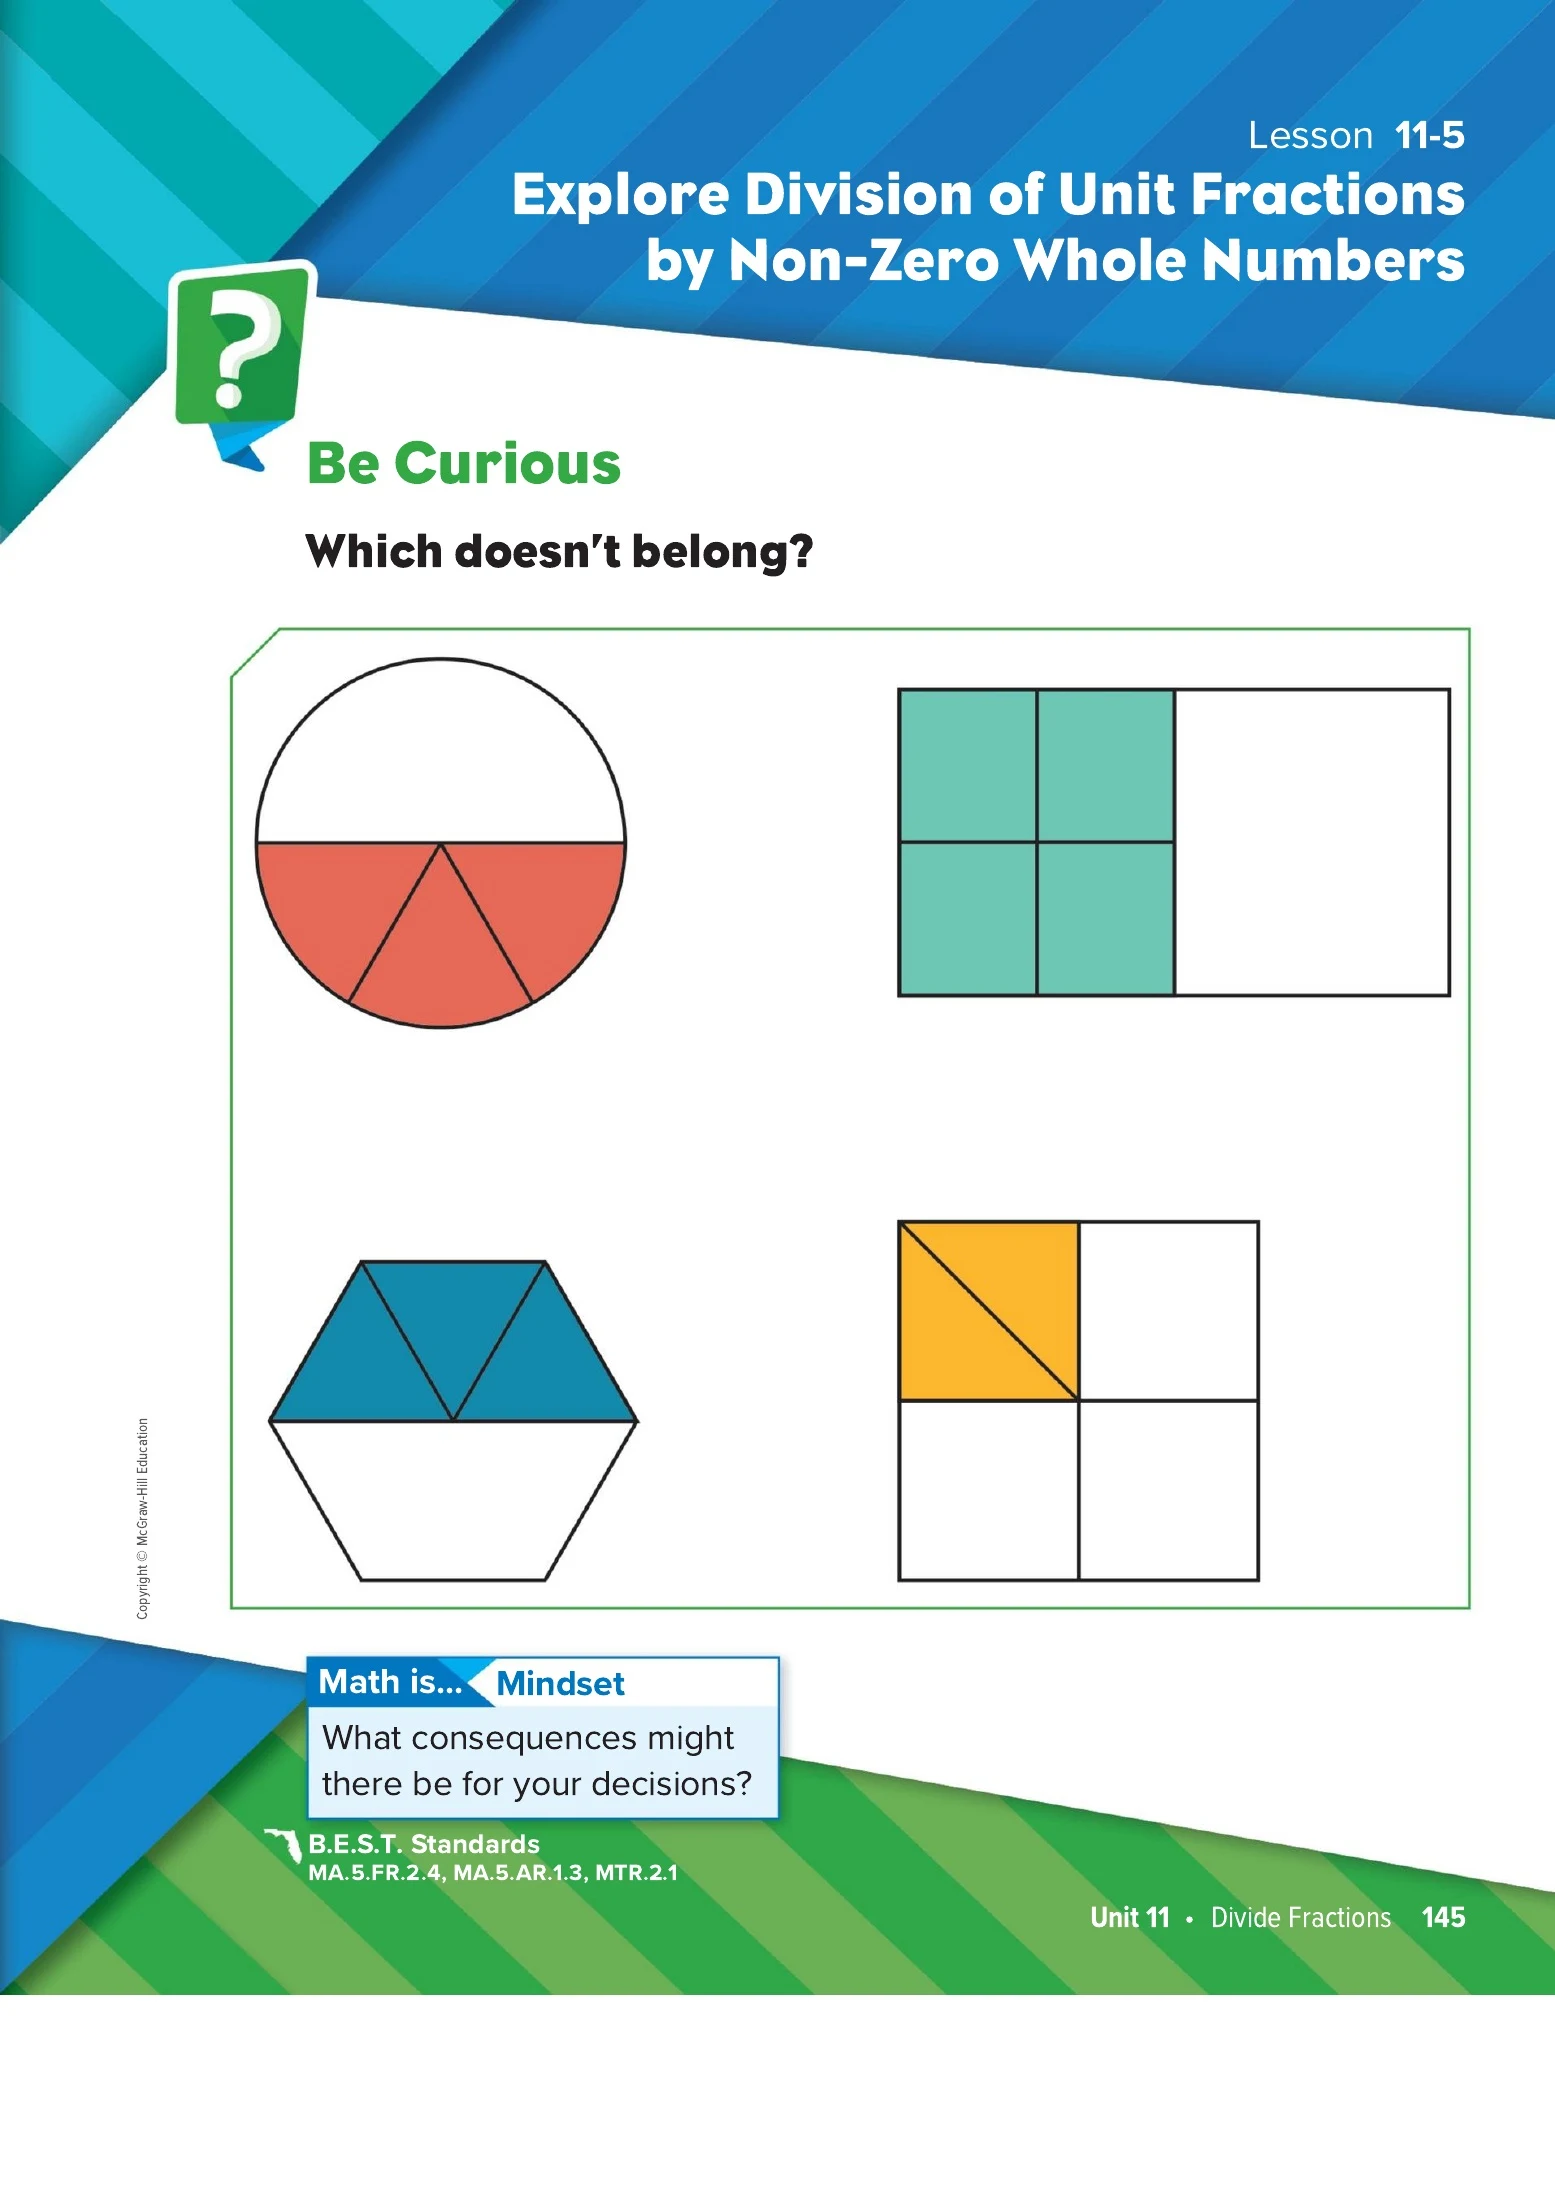 Lesson 11-5
Explore Division of Unit Fractions
by Non-Zero Whole Numbers
?
Be Curious
Which doesn't belong?
Copyright © McGraw-Hill Education
Math is... Mindset
What consequences might
there be for your decisions?
B.E.S.T. Standards
MA.5.FR.2.4, MA.5.AR.1.3, MTR.2.1
Unit 11 • Divide Fractions 145